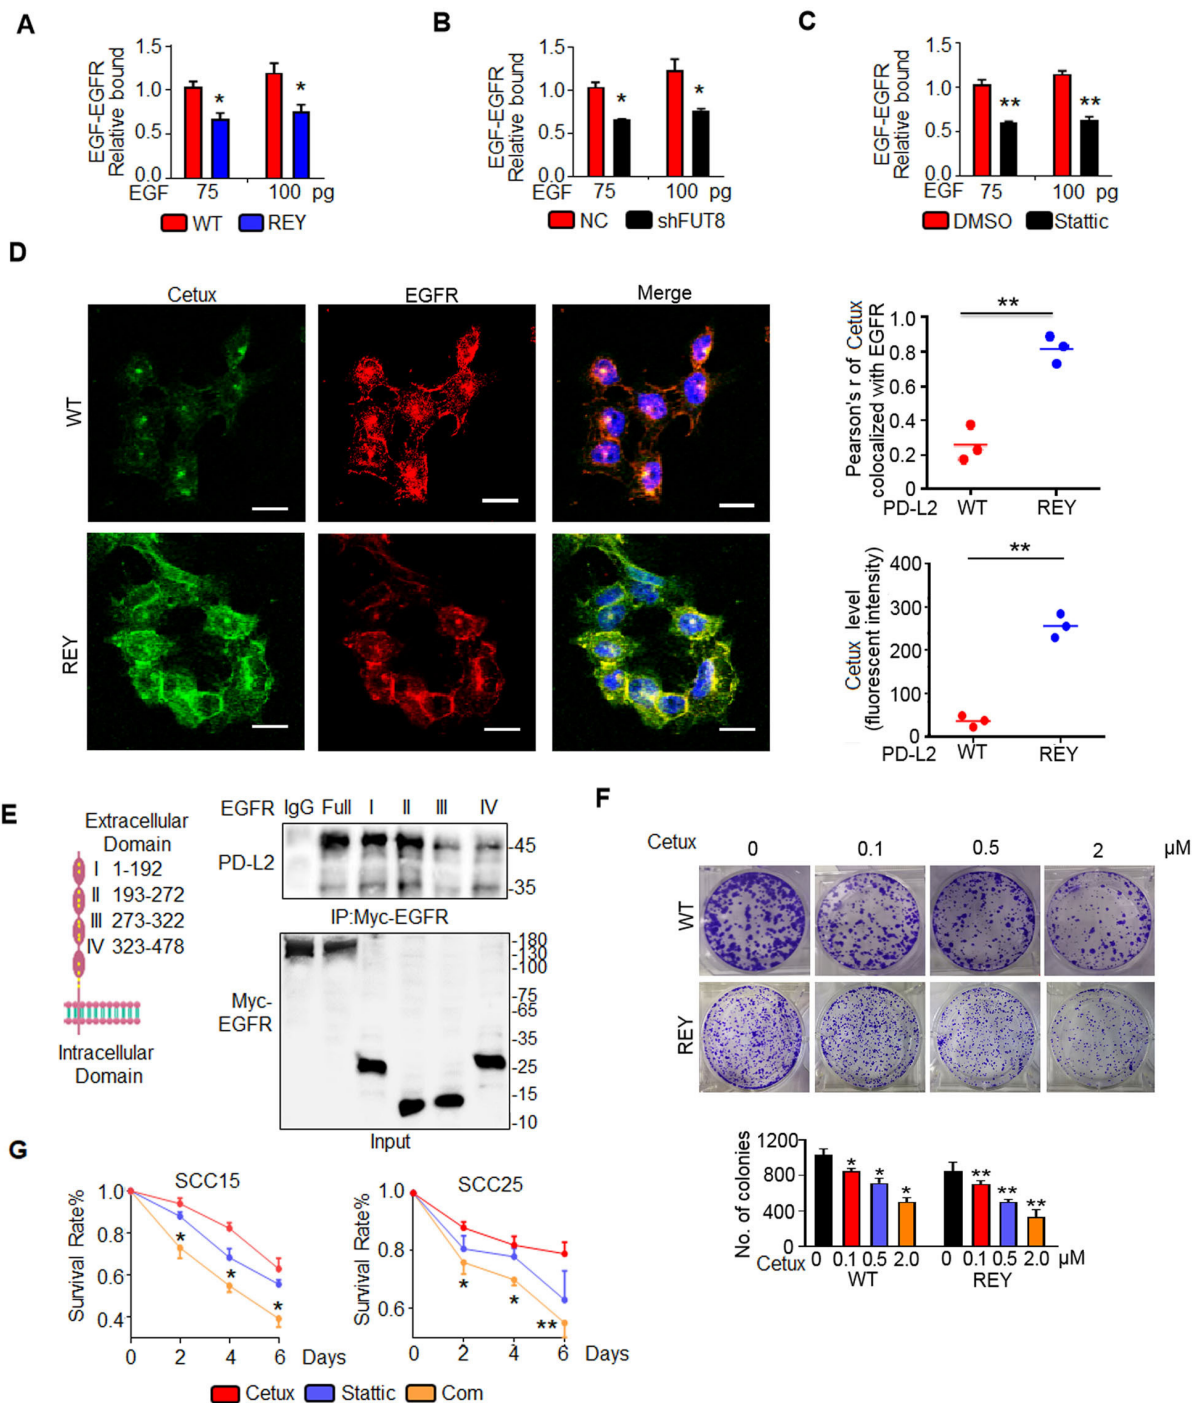 A
EGF-EGFR
Relative bound
1.5
1.0
0.5
0.0
*
*
EGF
75
100
pg
WT
REY
B
EGF-EGFR
Relative bound
1.5
1.0
0.5
0.0
*
*
EGF
75
100
pg
NC
shFUT8
C
EGF-EGFR
Relative bound
1.5
1.0
0.5
0.0
**
**
EGF
75
100
pg
DMSO
Stattic
D
Cetux
EGFR
Merge
WT
REY
Pearson's r of Cetux
colocalized with EGFR
1.0
0.8
0.6
0.4
0.2
0
**
PD-L2
WT
REY
Cetux level
(fluorescent intensity)
400
300
200
100
0
**
PD-L2
WT
REY
E
Extracellular
Domain
I 1-192
II 193-272
III 273-322
IV 323-478
Intracellular
Domain
EGFR IgG Full I II III IV
PD-L2
-45
-35
IP:Myc-EGFR
Myc-
EGFR
-180
-130
-100
-75
-65
-35
-25
-15
-10
Input
F
Cetux
0
0.1
0.5
2
μM
WT
REY
No. of colonies
1200
800
400
0
*
*
*
**
**
**
Cetux 0 0.1 0.5 2.0 0 0.1 0.5 2.0 μM
WT
REY
G
SCC15
Survival Rate%
1.0
0.8
0.6
0.4
*
*
*
0 2 4 6 Days
SCC25
Survival Rate%
1.0
0.8
0.6
*
*
**
0 2 4 6 Days
Cetux
Stattic
Com